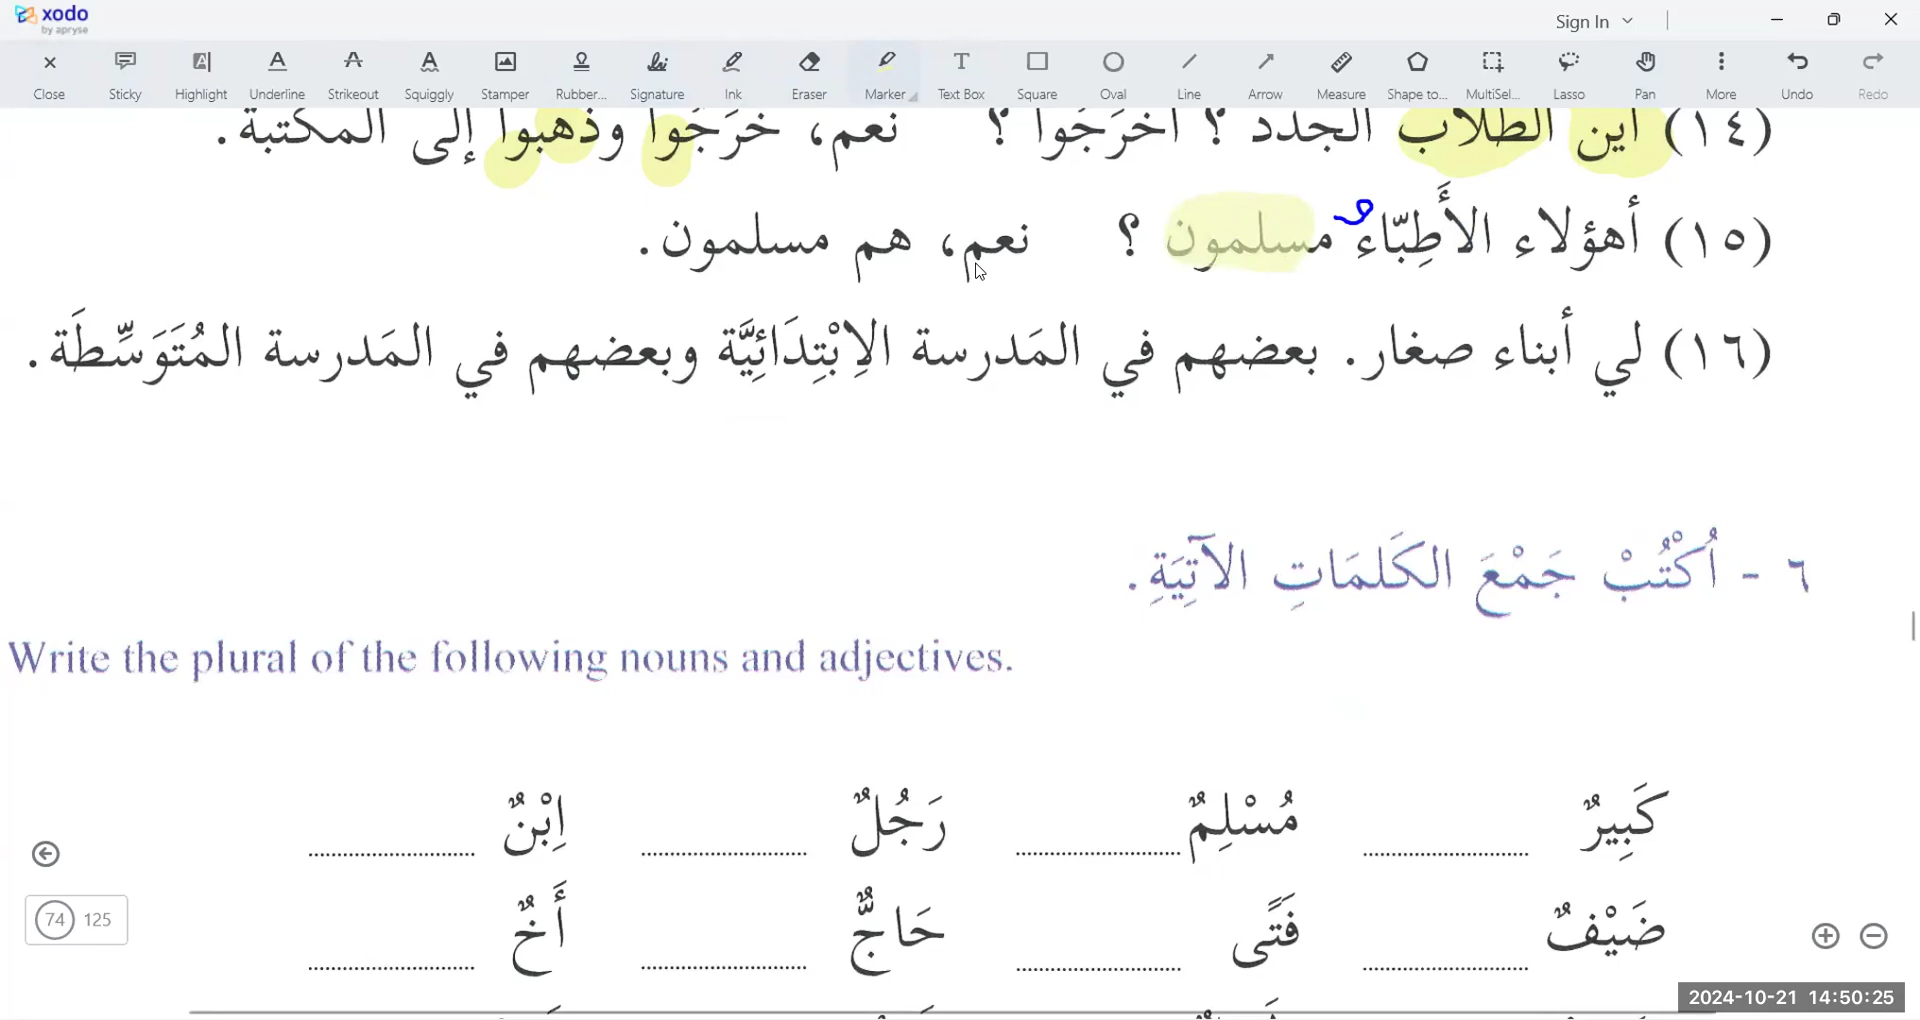 xodo
by apryse
Sign In
Close Sticky Highlight Underline Strikeout Squiggly Stamper Rubber... Signature Ink Eraser Marker Text Box Square Oval Line Arrow Measure Shape to... MultiSel... Lasso Pan More Undo Redo
(١٤) أين الطلاب الجدد ؟ أخرَجُوا ؟ نعم، خرَجُوا وذهبوا إلى المكتبة.
(١٥) أهؤلاء الأَطِبّاء مسلمون ؟ نعم، هم مسلمون.
(١٦) لي أبناء صغار. بعضهم في المَدرسة الاِبْتِدَائِيَّة وبعضهم في المَدرسة المُتَوَسِّطَة.
٦ - اُكْتُبْ جَمْعَ الكَلِمَاتِ الآتِيَةِ.
Write the plural of the following nouns and adjectives.
كَبِيرٌ .................... مُسْلِمٌ .................... رَجُلٌ .................... اِبْنٌ ....................
ضَيْفٌ .................... فَتًى .................... حَاجٌّ .................... أَخٌ ....................
74 125
2024-10-21 14:50:25